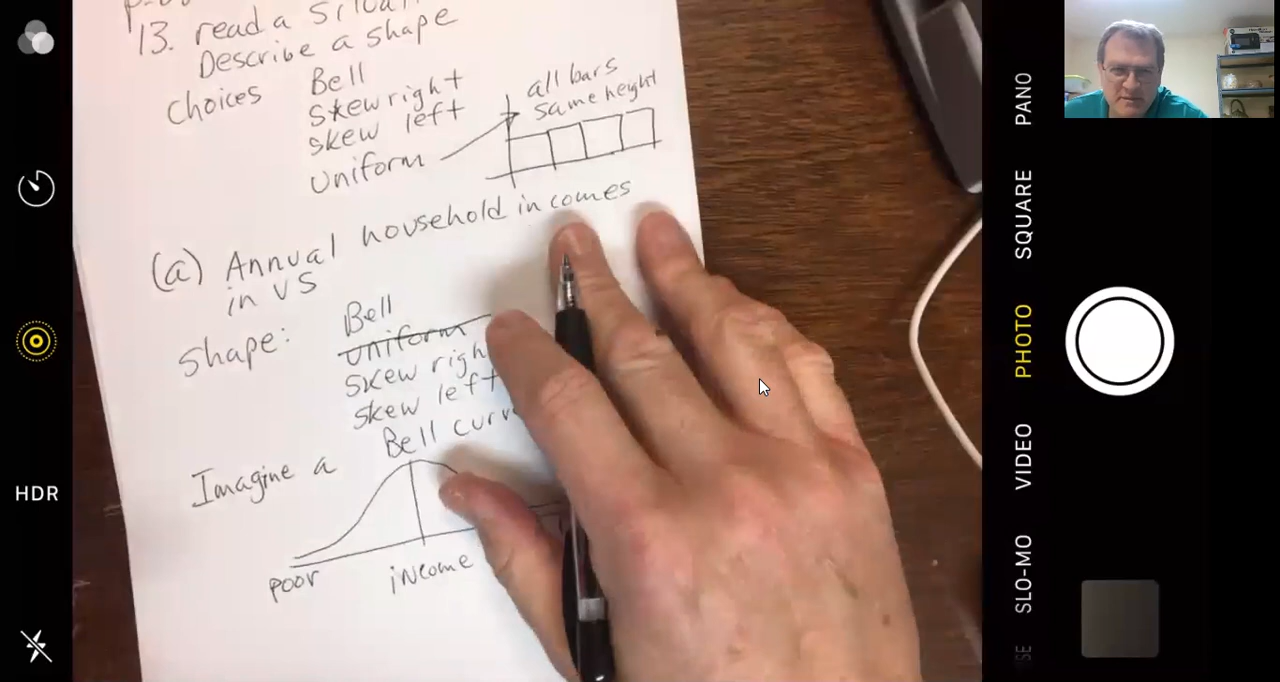 13. read a
Describe a shape
choices Bell
skew right
skew left
uniform
all bars
same height
(a) Annual household incomes
in US
shape: Bell
uniform
skew righ
skew left
Imagine a Bell curv
poor income
HDR
SLO-MO
VIDEO
PHOTO
SQUARE
PANO